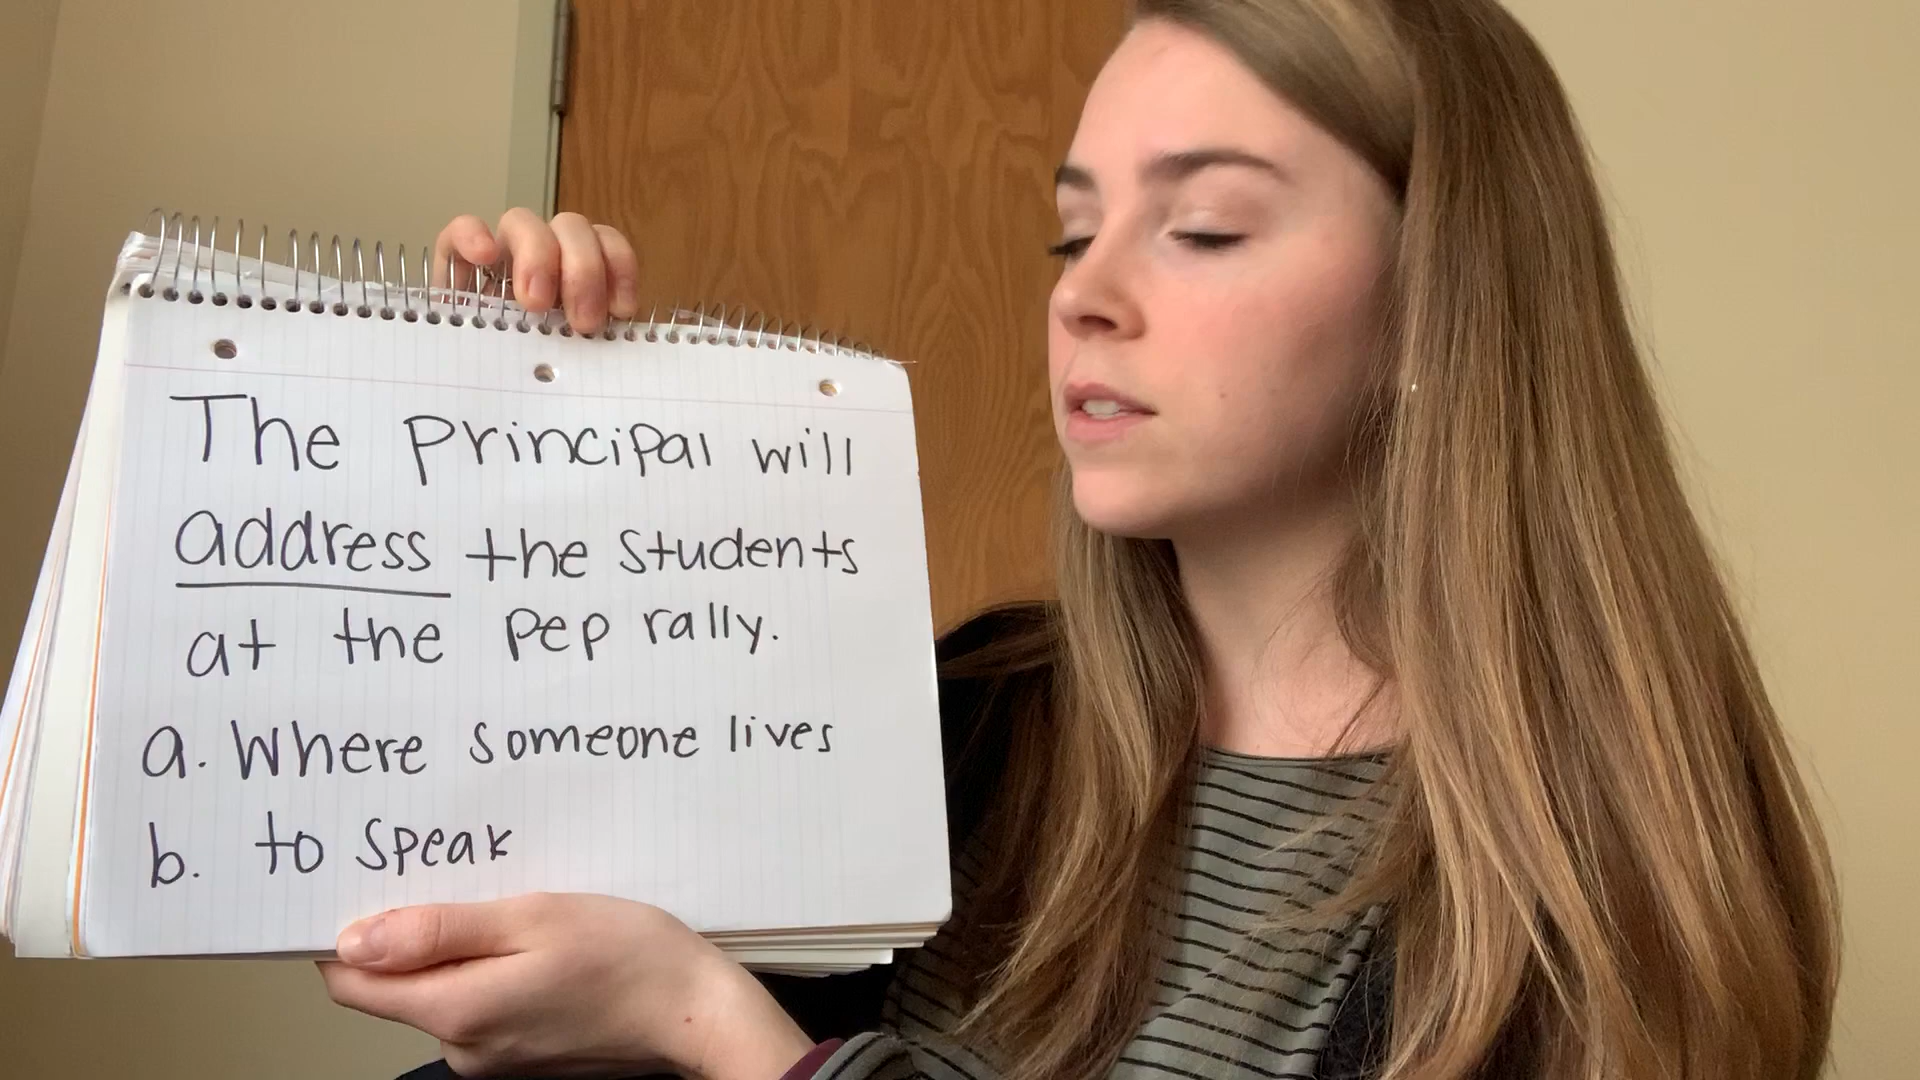 The principal will
address the students
at the pep rally.
a. Where someone lives
b. to speak